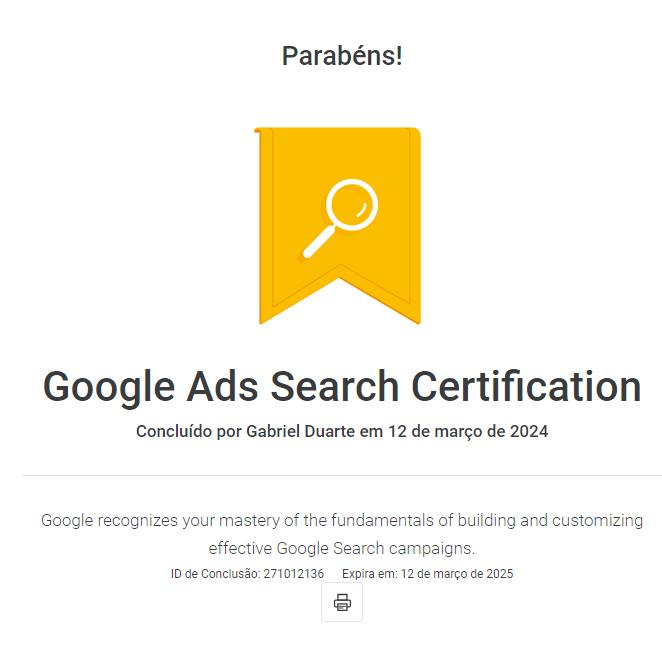 Parabéns!
Google Ads Search Certification
Concluído por Gabriel Duarte em 12 de março de 2024
Google recognizes your mastery of the fundamentals of building and customizing
effective Google Search campaigns.
ID de Conclusão: 271012136 Expira em: 12 de março de 2025